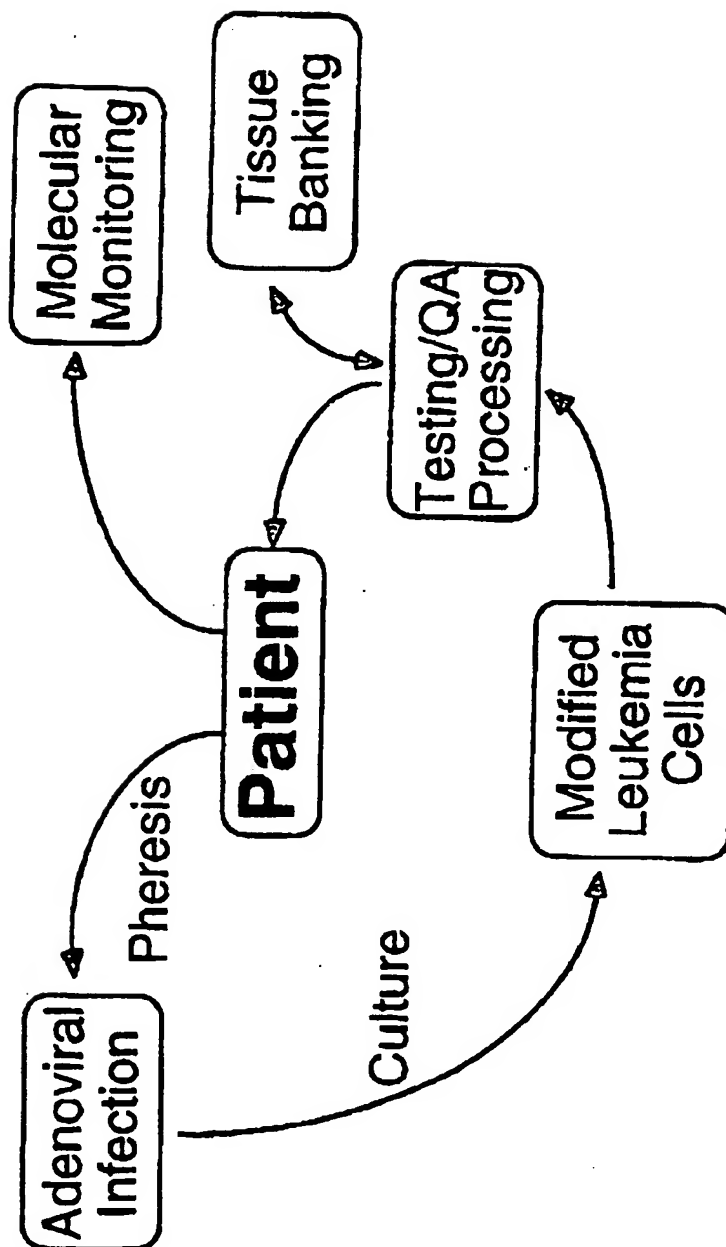 Adenoviral
Infection
Pheresis
Molecular
Monitoring
Patient
Tissue
Banking
Culture
Testing/QA
Processing
Modified
Leukemia
Cells